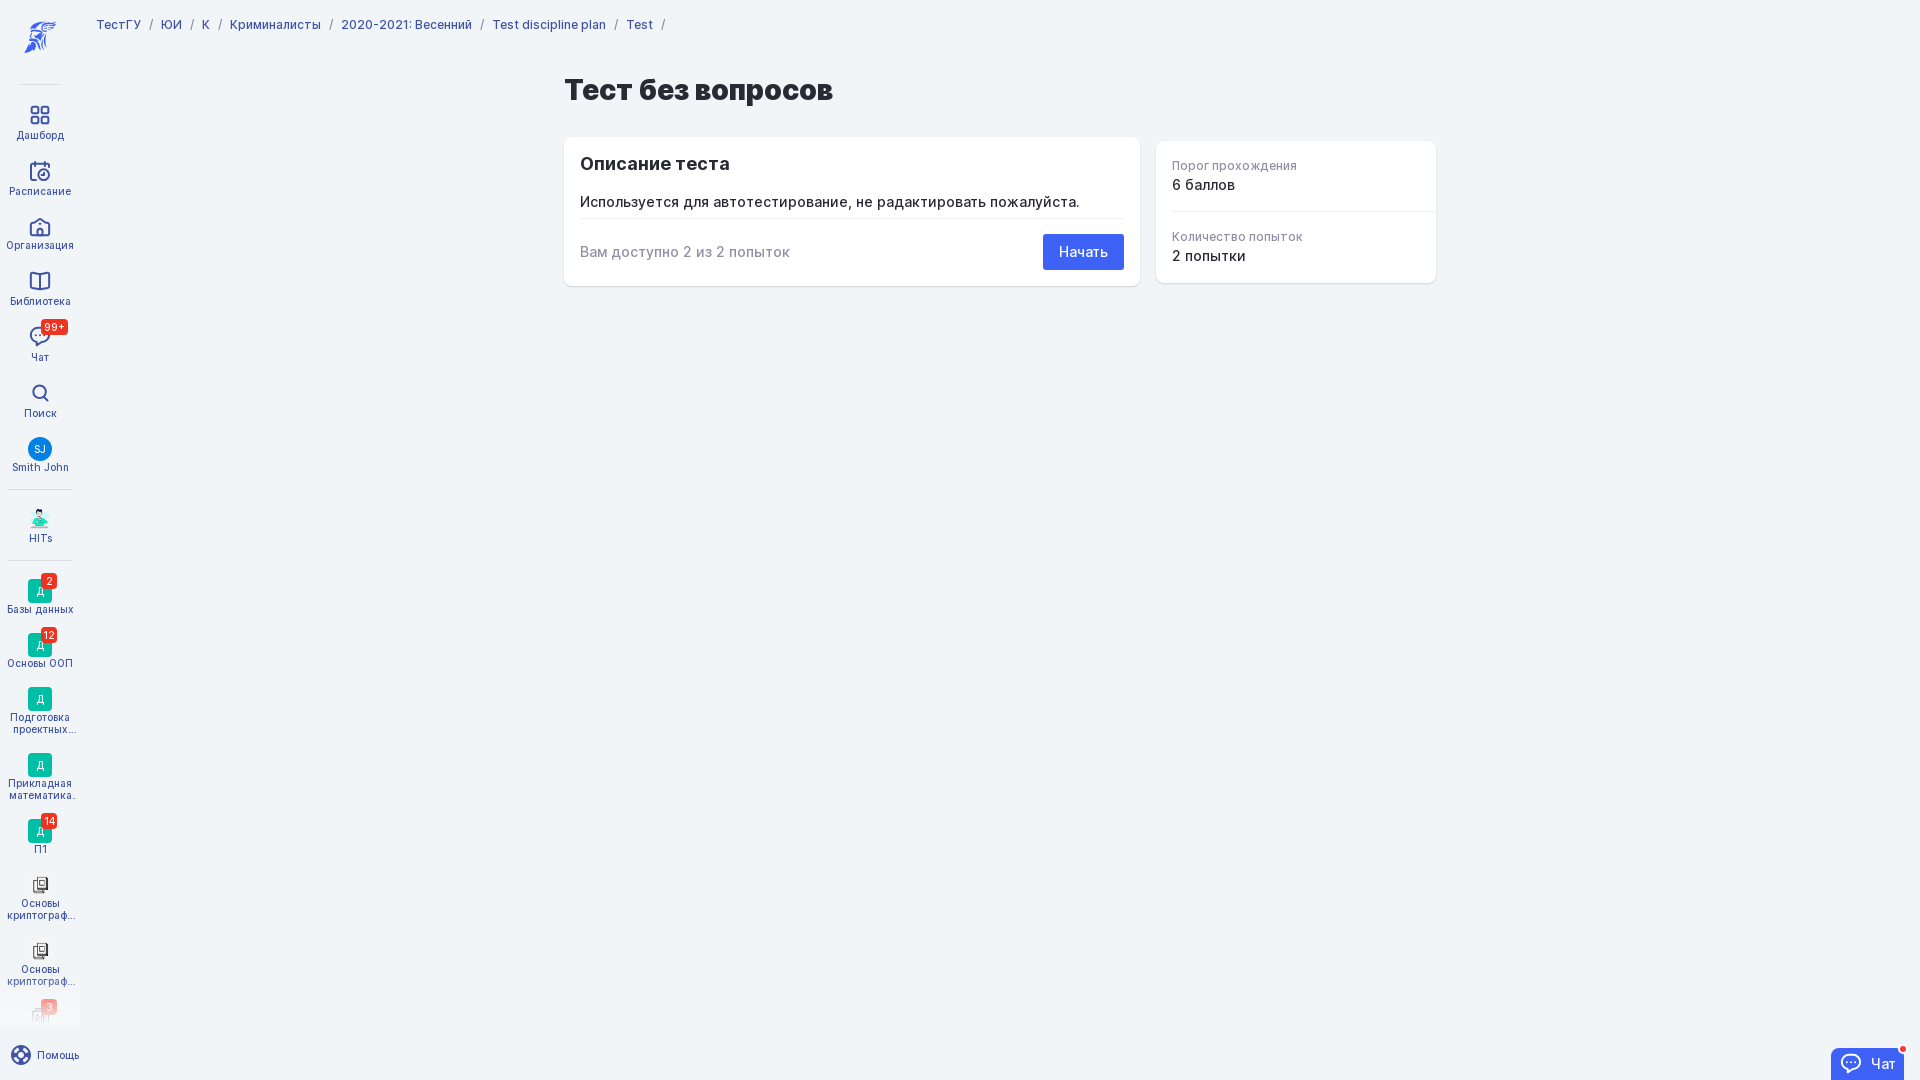 ТестГУ / ЮИ / К / Криминалисты / 2020-2021: Весенний / Test discipline plan / Test /
Тест без вопросов
Описание теста
Используется для автотестирование, не радактировать пожалуйста.
Вам доступно 2 из 2 попыток
Начать
Порог прохождения
6 баллов
Количество попыток
2 попытки
Дашборд
Расписание
Организация
Библиотека
99+
Чат
Поиск
SJ
Smith John
HITs
2
Д
Базы данных
12
Д
Основы ООП
Д
Подготовка
проектных...
Д
Прикладная
математика.
14
Д
П1
Основы
криптограф...
Основы
криптограф...
3
Помощь
Чат